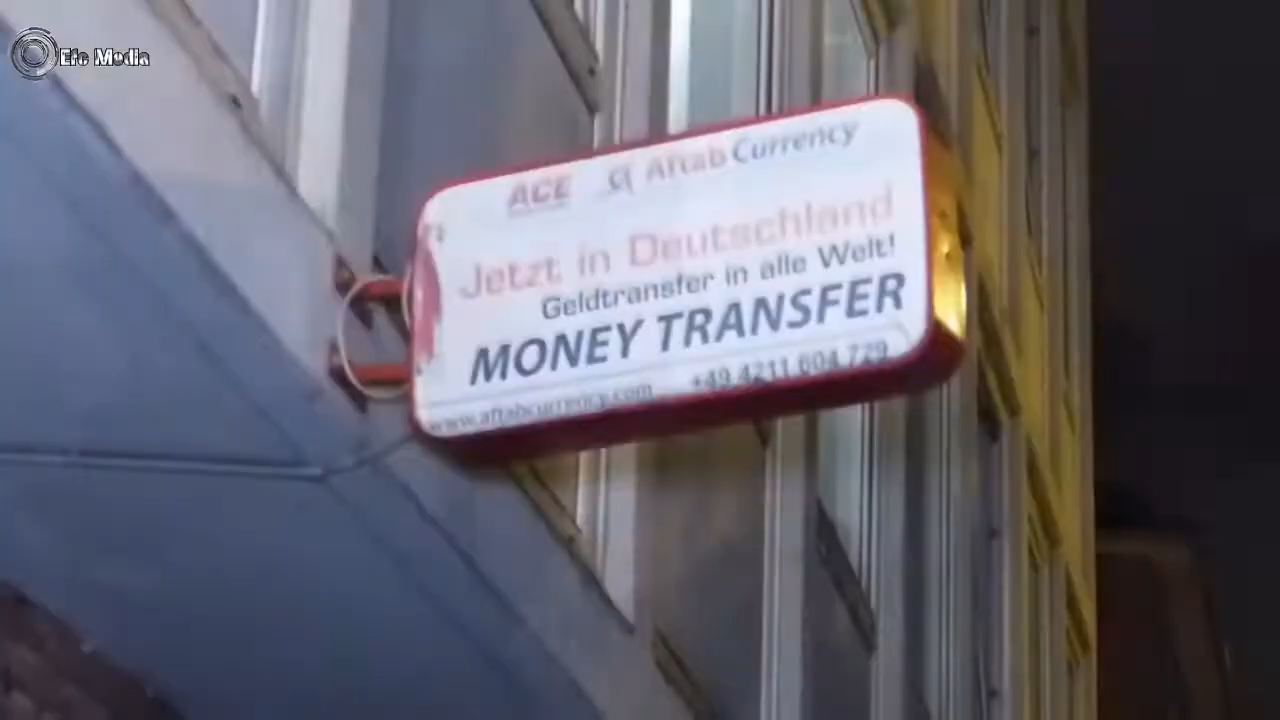 Efe Media
ACE Aftab Currency
Jetzt in Deutschland
Geldtransfer in alle Welt!
MONEY TRANSFER
www.aftabcurrency.com +49 4211 604 729